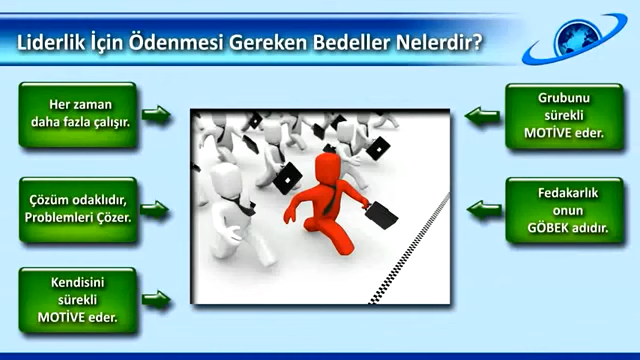 Liderlik İçin Ödenmesi Gereken Bedeller Nelerdir?
Her zaman
daha fazla çalışır.
Çözüm odaklıdır,
Problemleri Çözer.
Kendisini
sürekli
MOTİVE eder.
Grubunu
sürekli
MOTİVE eder.
Fedakarlık
onun
GÖBEK adıdır.